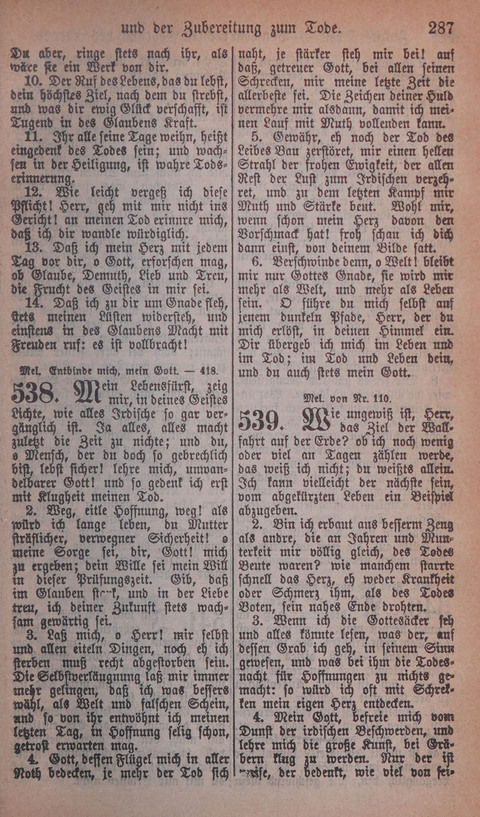 und der Zubereitung zum Tode. 287
Du aber, ringe stets nach ihr, als
wäre sie ein Werk von dir.
10. Der Ruf des Lebens, das du lebst,
dein höchstes Ziel, nach dem du strebst,
und was dir ewig Glück verschafft, ist
Tugend in des Glaubens Kraft.
11. Ihr alle seine Tage weihn, heißt
eingedenk des Todes sein; und wach-
sen in der Heiligung, ist wahre Tods-
erinnerung.
12. Wie leicht vergeß ich diese
Pflicht! Herr, geh mit mir nicht ins
Gericht! an meinen Tod erinnre mich,
daß ich dir wandle würdiglich.
13. Daß ich mein Herz mit jedem
Tag vor dir, o Gott, erforschen mag,
ob Glaube, Demuth, Lieb und Treu,
die Frucht des Geistes in mir sei.
14. Daß ich zu dir um Gnade fleh,
stets meinen Lüsten widersteh, und
einstens in des Glaubens Macht mit
Freuden ruf: es ist vollbracht!
Mel. Entbinde mich, mein Gott. — 418.
538. Mein Lebensfürst, zeig
mir, in deines Geistes
Lichte, wie alles Irdische so gar ver-
gänglich ist. Ja alles, alles macht
zuletzt die Zeit zu nichte; und du,
o Mensch, der du doch so gebrechlich
bist, lebst sicher! lehre mich, unwan-
delbarer Gott! und so gedenk ich erst
mit Klugheit meinen Tod.
2. Weg, eitle Hoffnung, weg! als
würd ich lange leben, du Mutter
sträflicher, verwegner Sicherheit! o
meine Sorge sei, dir, Gott! mich
zu ergeben; dein Wille sei mein Will
in dieser Prüfungszeit. Gib, daß
im Glauben stark, und in der Liebe
treu, ich deiner Zukunft stets wach-
sam gewärtig sei.
3. Laß mich, o Herr! mir selbst
und allen eiteln Dingen, noch eh ich
sterben muß recht abgestorben sein.
Die Selbstverläugnung laß mir immer
mehr gelingen, daß ich was bessers
wähl, als Welt und falschen Schein,
und so von ihr entwöhnt ich meinen
letzten Tag, in Hoffnung selig schon,
getrost erwarten mag.
4. Gott, dessen Flügel mich in aller
Noth bedecken, je mehr der Tod sich
naht, je stärker steh mir bei! auf
daß, getreuer Gott, bei allen seinen
Schrecken, mir meine letzte Zeit die
allerbeste sei. Die Zeichen deiner Huld
vermehre mir alsdann, damit ich mei-
nen Lauf mit Muth vollenden kann.
5. Gewähr, eh noch der Tod des
Leibes Bau zerstöret, mir einen hellen
Strahl der frohen Ewigkeit, der allen
Rest der Lust zum Irdischen verzeh-
ret, und zu dem letzten Kampf mir
Muth und Stärke beut. Wohl mir,
wenn schon mein Herz davon den
Vorschmack hat! froh schau ich dich
dann einst, von deinem Bilde satt.
6. Verschwinde denn, o Welt! bleibt
mir nur Gottes Gnade, sie wird mir
mehr als Welt, und mehr als Leben
sein. O führe du mich selbst auf
jenem dunkeln Pfade, Herr, der du
mich erlöst, in deinen Himmel ein.
Dir übergeb ich mich im Leben und
im Tod; im Tod und Leben dein,
und du auch stets mein Gott.
Mel. von Nr. 110.
539. Wie ungewiß ist, Herr,
das Ziel der Wall-
fahrt auf der Erde? ob ich noch wenig
oder viel an Tagen zählen werde,
das weiß ich nicht; du weißts allein.
Ich kann vielleicht der nächste sein,
vom abgekürzten Leben ein Beispiel
abzugeben.
2. Bin ich erbaut aus besserm Zeug
als andre, die an Jahren und Mun-
terkeit mir völlig gleich, des Todes
Beute waren? wie manchem starrte
schnell das Herz, eh weder Krankheit
oder Schmerz ihm, als des Todes
Boten, sein nahes Ende drohten.
3. Wenn ich die Gottesäcker seh
und alles könnte lesen, was der, auf
dessen Grab ich geh, in seinem Sinn
gewesen, und was bei ihm die Todes-
nacht für Hoffnungen zu nichts ge-
macht: so würd ich oft mit Schrek-
ken mein eigen Herz entdecken.
4. Mein Gott, befreie mich vom
Dunst der irdischen Beschwerden, und
lehre mich die große Kunst, bei Grä-
bern klug zu werden. Nur der ist
weise, der bedenkt, wie viel von sei-